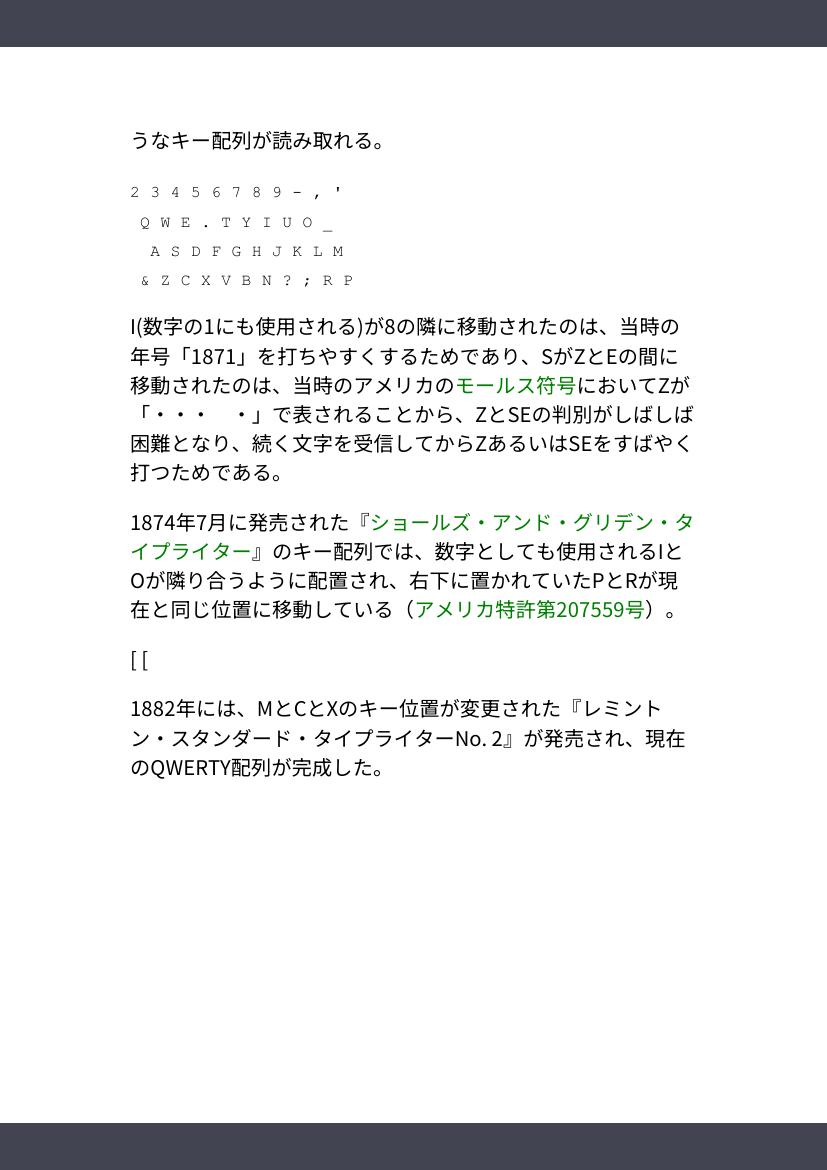 うなキー配列が読み取れる。
2 3 4 5 6 7 8 9 - , '
Q W E . T Y I U O _
A S D F G H J K L M
& Z C X V B N ? ; R P
I(数字の1にも使用される)が8の隣に移動されたのは、当時の
年号「1871」を打ちやすくするためであり、SがZとEの間に
移動されたのは、当時のアメリカのモールス符号においてZが
「・・・　・」で表されることから、ZとSEの判別がしばしば
困難となり、続く文字を受信してからZあるいはSEをすばやく
打つためである。
1874年7月に発売された『ショールズ・アンド・グリデン・タ
イプライター』のキー配列では、数字としても使用されるIと
Oが隣り合うように配置され、右下に置かれていたPとRが現
在と同じ位置に移動している（アメリカ特許第207559号）。
[ [
1882年には、MとCとXのキー位置が変更された『レミント
ン・スタンダード・タイプライターNo. 2』が発売され、現在
のQWERTY配列が完成した。